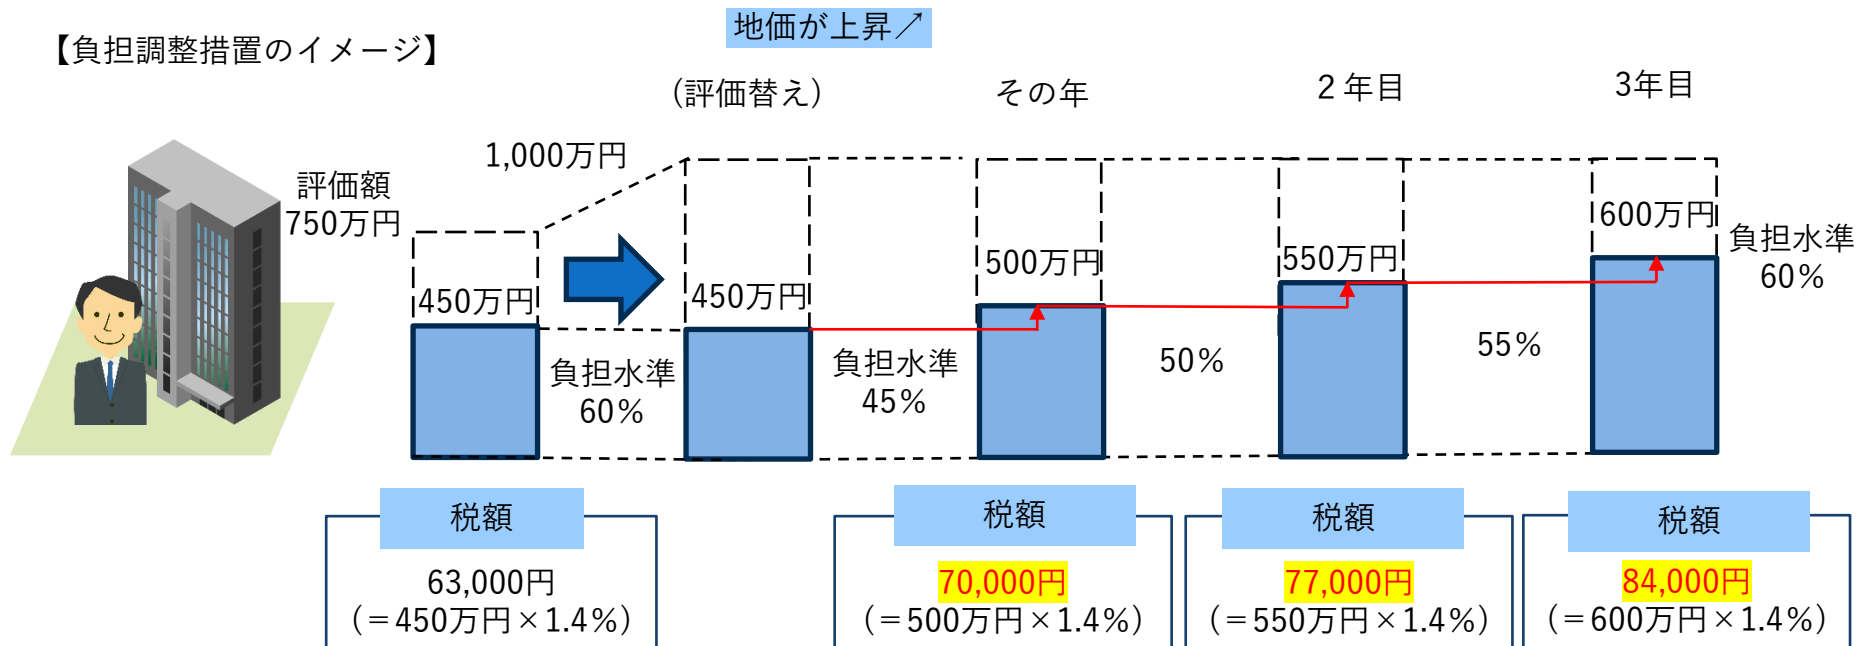 【負担調整措置のイメージ】
地価が上昇↗
(評価替え)
その年
２年目
3年目
評価額
750万円
1,000万円
450万円
450万円
500万円
550万円
600万円
負担水準
60%
負担水準
60%
負担水準
45%
50%
55%
税額
63,000円
(＝450万円×1.4%)
税額
70,000円
(＝500万円×1.4%)
税額
77,000円
(＝550万円×1.4%)
税額
84,000円
(＝600万円×1.4%)